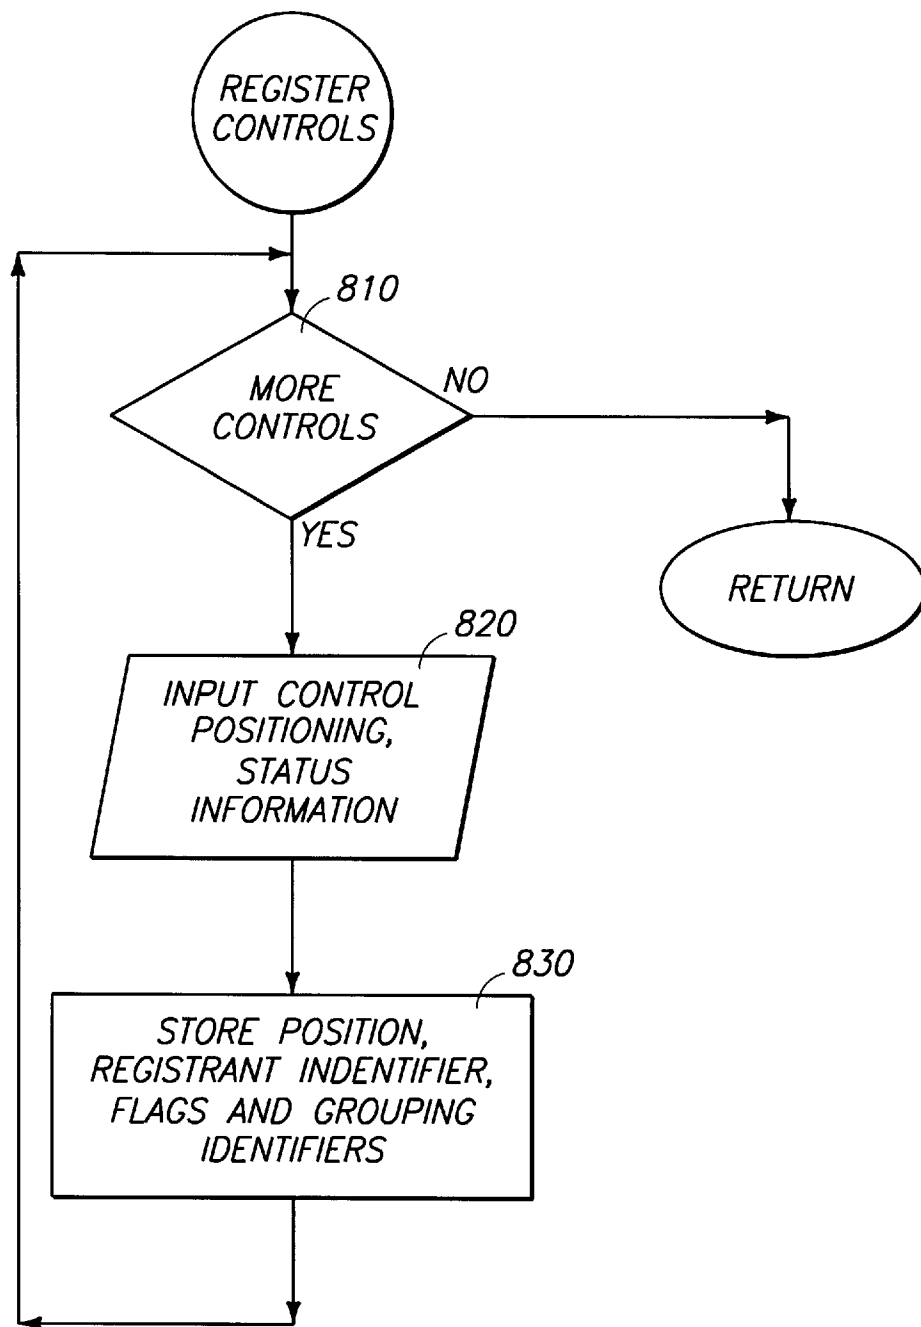 REGISTER
CONTROLS
810
MORE
CONTROLS
NO
YES
RETURN
820
INPUT CONTROL
POSITIONING,
STATUS
INFORMATION
830
STORE POSITION,
REGISTRANT INDENTIFIER,
FLAGS AND GROUPING
IDENTIFIERS